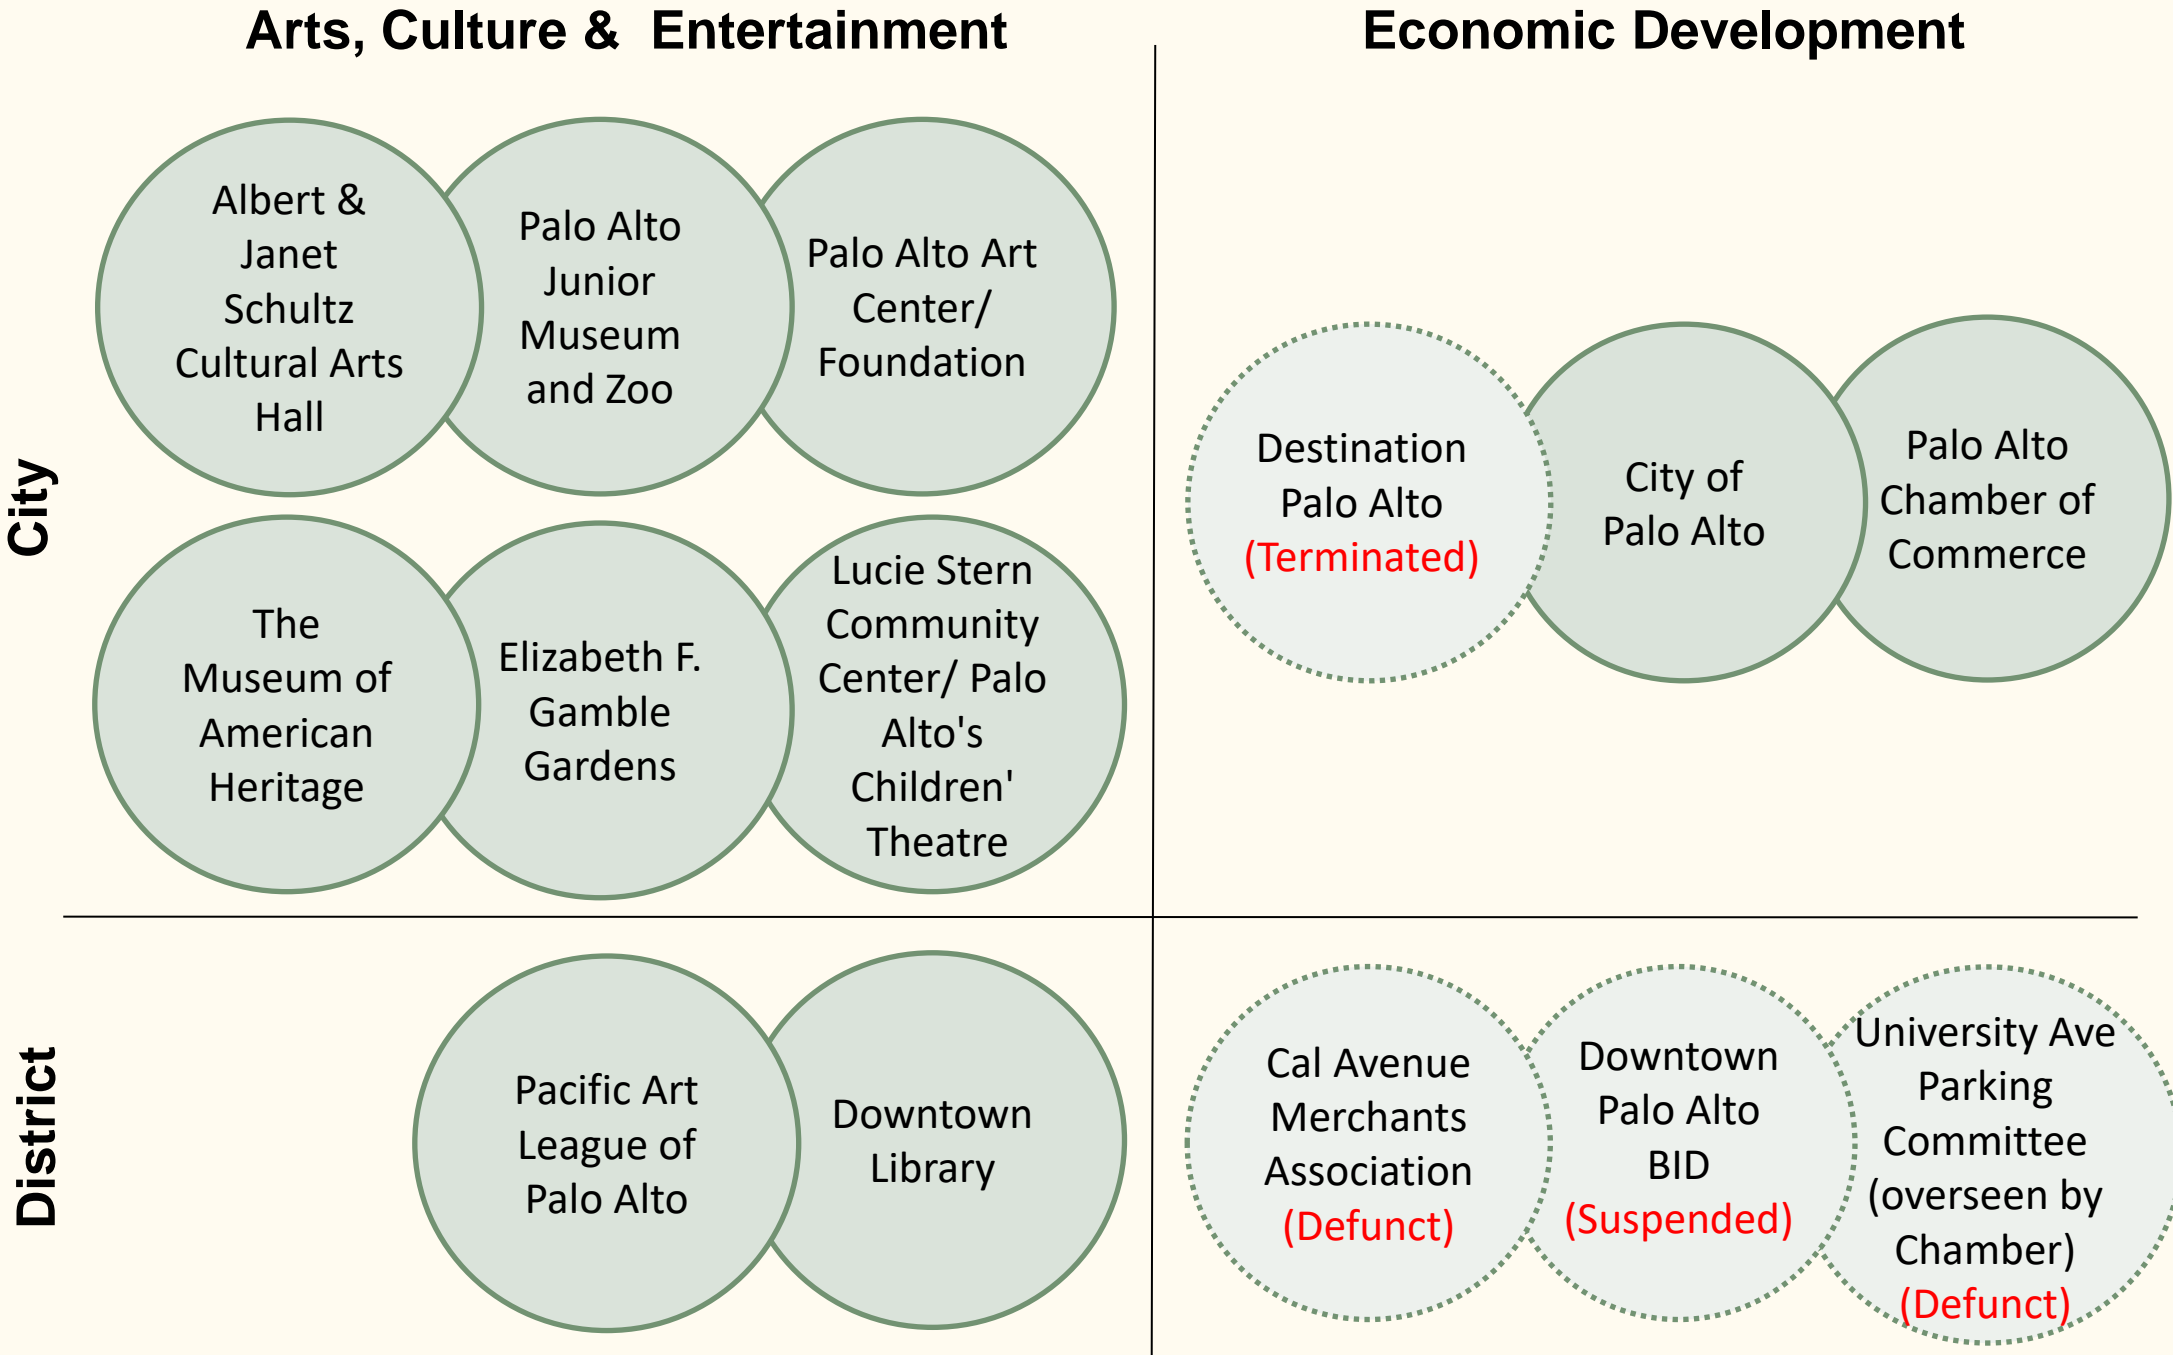 Arts, Culture &  Entertainment
Economic Development
City
Albert &
Janet
Schultz
Cultural Arts
Hall
Palo Alto
Junior
Museum
and Zoo
Palo Alto Art
Center/
Foundation
The
Museum of
American
Heritage
Elizabeth F.
Gamble
Gardens
Lucie Stern
Community
Center/ Palo
Alto's
Children'
Theatre
Destination
Palo Alto
(Terminated)
City of
Palo Alto
Palo Alto
Chamber of
Commerce
District
Pacific Art
League of
Palo Alto
Downtown
Library
Cal Avenue
Merchants
Association
(Defunct)
Downtown
Palo Alto
BID
(Suspended)
University Ave
Parking
Committee
(overseen by
Chamber)
(Defunct)